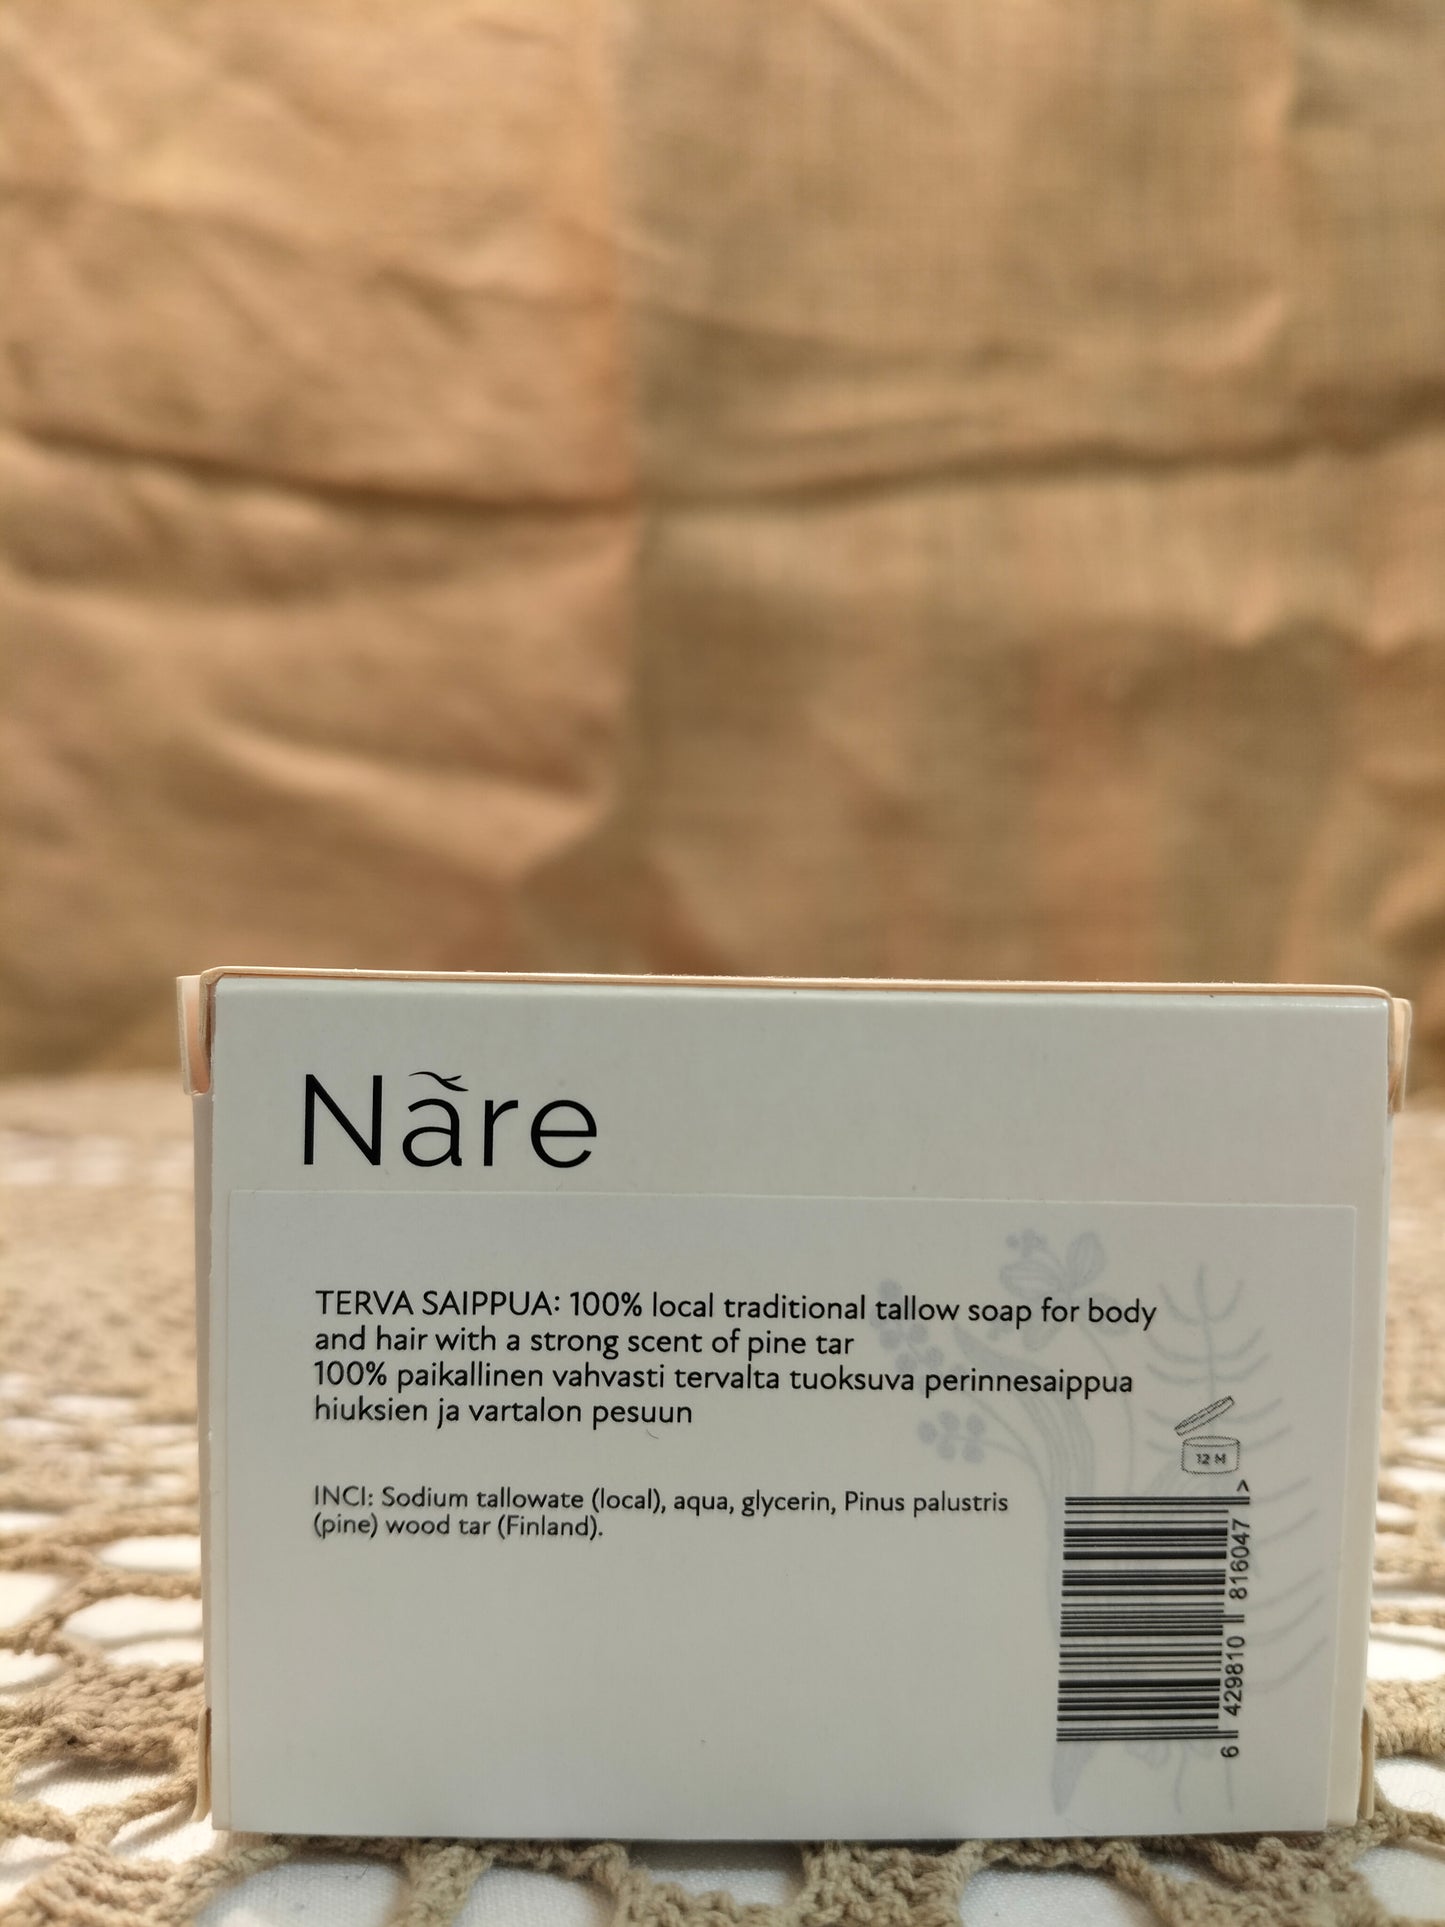 Näre
TERVA SAIPPUA: 100% local traditional tallow soap for body
and hair with a strong scent of pine tar
100% paikallinen vahvasti tervalta tuoksuva perinnesaippua
hiuksien ja vartalon pesuun
12 M
INCI: Sodium tallowate (local), aqua, glycerin, Pinus palustris
(pine) wood tar (Finland).
6 429810 816047 >